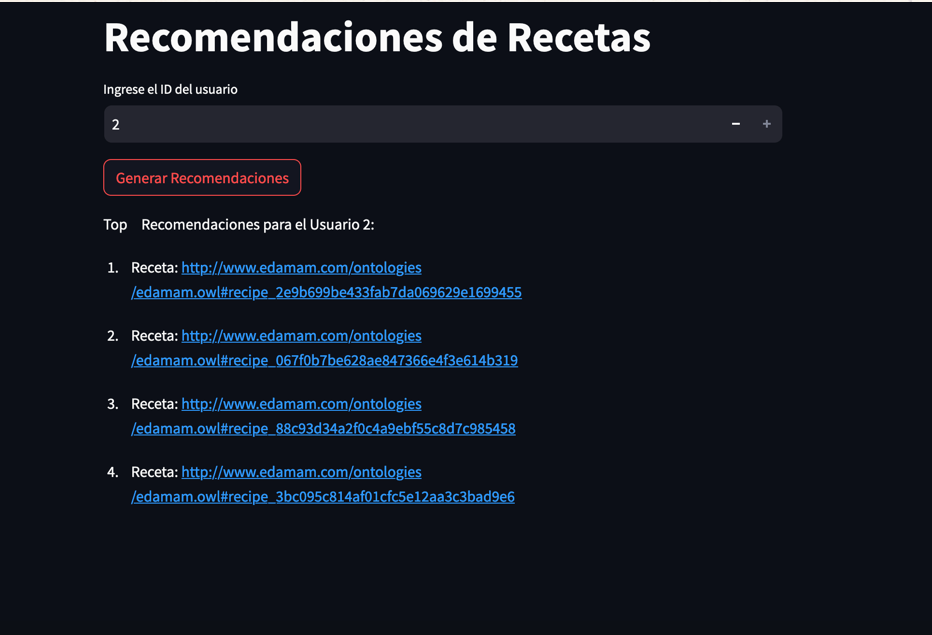 Recomendaciones de Recetas
Ingrese el ID del usuario
2
Generar Recomendaciones
Top Recomendaciones para el Usuario 2:
1. Receta: http://www.edamam.com/ontologies
/edamam.owl#recipe_2e9b699be433fab7da069629e1699455
2. Receta: http://www.edamam.com/ontologies
/edamam.owl#recipe_067f0b7be628ae847366e4f3e614b319
3. Receta: http://www.edamam.com/ontologies
/edamam.owl#recipe_88c93d34a2f0c4a9ebf55c8d7c985458
4. Receta: http://www.edamam.com/ontologies
/edamam.owl#recipe_3bc095c814af01cfc5e12aa3c3bad9e6